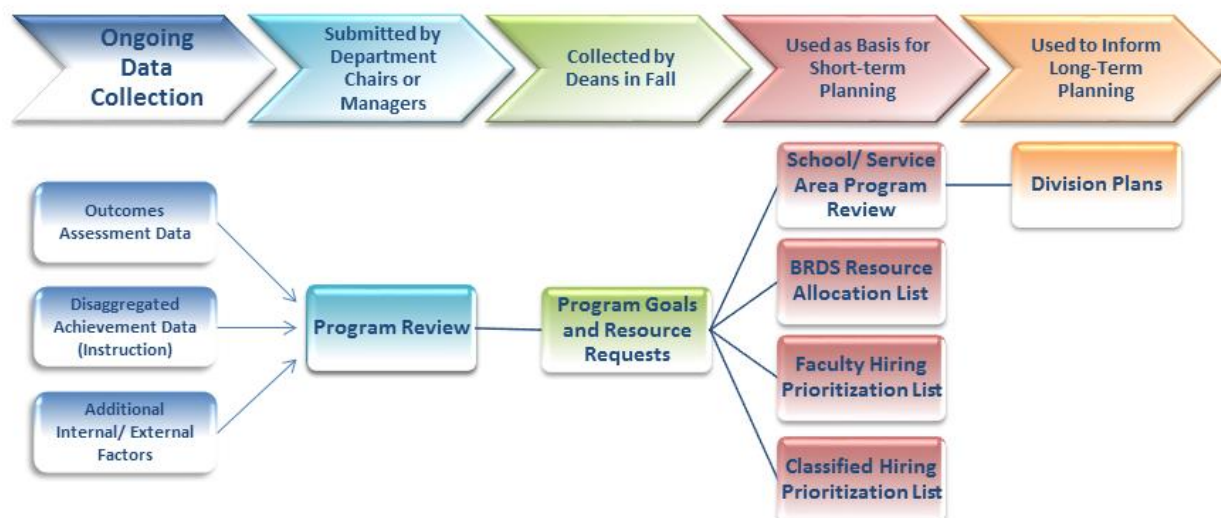 Ongoing
Data
Collection
Submitted by
Department
Chairs or
Managers
Collected by
Deans in Fall
Used as Basis for
Short-term
Planning
Used to Inform
Long-Term
Planning
Outcomes
Assessment Data
Disaggregated
Achievement Data
(Instruction)
Additional
Internal/ External
Factors
Program Review
Program Goals
and Resource
Requests
School/ Service
Area Program
Review
BRDS Resource
Allocation List
Faculty Hiring
Prioritization List
Classified Hiring
Prioritization List
Division Plans